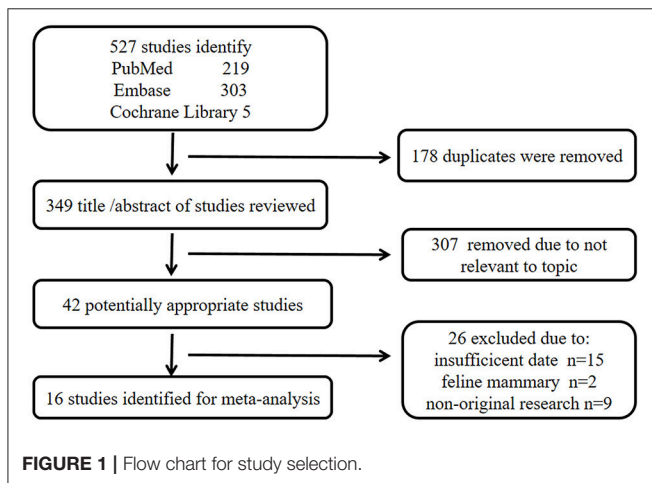 527 studies identify
PubMed 219
Embase 303
Cochrane Library 5
178 duplicates were removed
349 title /abstract of studies reviewed
307 removed due to not
relevant to topic
42 potentially appropriate studies
26 excluded due to:
insufficicent date n=15
feline mammary n=2
non-original research n=9
16 studies identified for meta-analysis
FIGURE 1 | Flow chart for study selection.